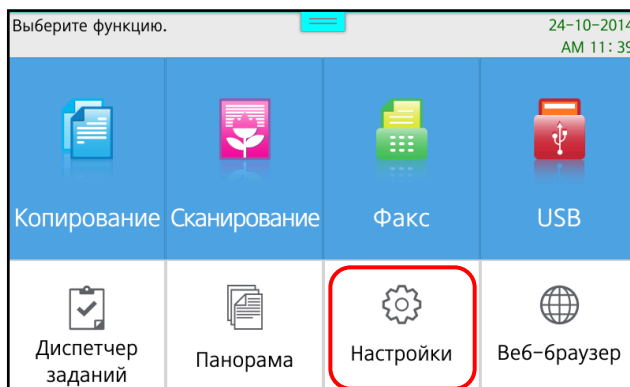 Выберите функцию.
24-10-2014
AM 11:39
Копирование Сканирование Факс USB
Диспетчер заданий
Панорама
Настройки
Веб-браузер